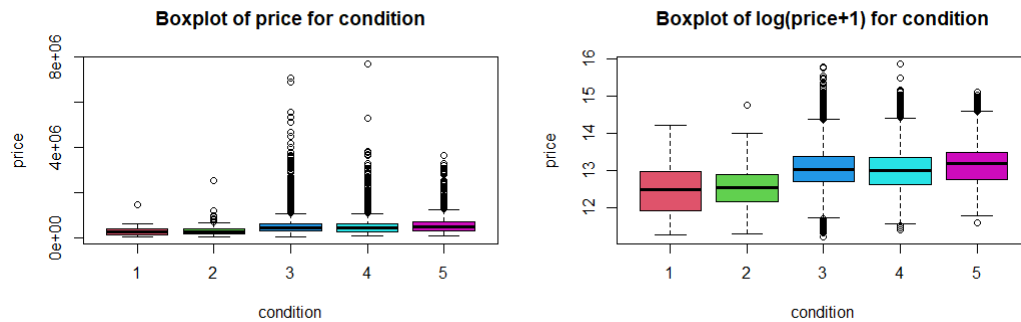 Boxplot of price for condition
price
8e+06
4e+06
0e+00
1 2 3 4 5
condition
Boxplot of log(price+1) for condition
price
16
15
14
13
12
1 2 3 4 5
condition